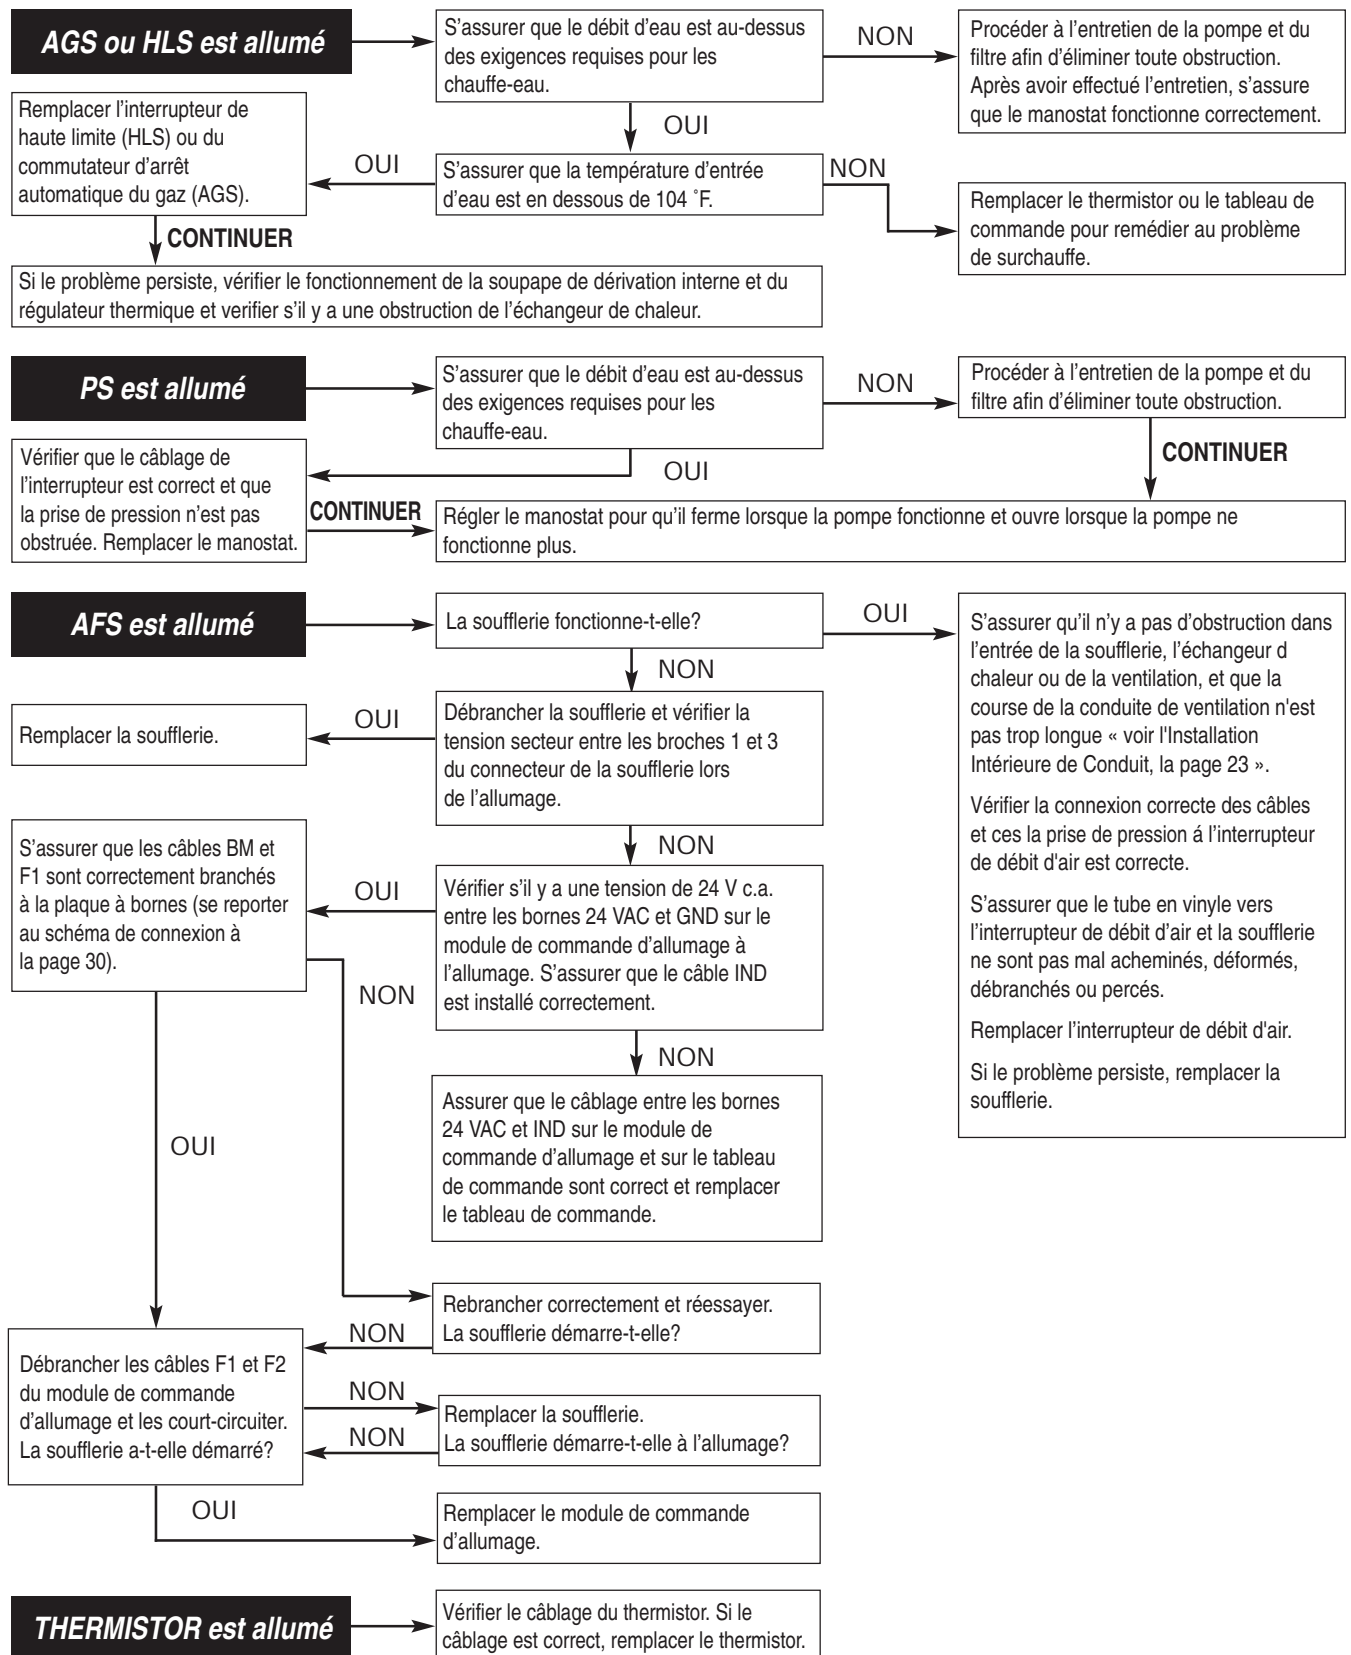 AGS ou HLS est allumé
S'assurer que le débit d'eau est au-dessus
des exigences requises pour les
chauffe-eau.
NON
Procéder à l'entretien de la pompe et du
filtre afin d'éliminer toute obstruction.
Après avoir effectué l'entretien, s'assure
que le manostat fonctionne correctement.
OUI
Remplacer l'interrupteur de
haute limite (HLS) ou du
commutateur d'arrêt
automatique du gaz (AGS).
OUI
S'assurer que la température d'entrée
d'eau est en dessous de 104 ˚F.
NON
Remplacer le thermistor ou le tableau de
commande pour remédier au problème
de surchauffe.
CONTINUER
Si le problème persiste, vérifier le fonctionnement de la soupape de dérivation interne et du
régulateur thermique et verifier s'il y a une obstruction de l'échangeur de chaleur.
PS est allumé
S'assurer que le débit d'eau est au-dessus
des exigences requises pour les
chauffe-eau.
NON
Procéder à l'entretien de la pompe et du
filtre afin d'éliminer toute obstruction.
CONTINUER
OUI
Vérifier que le câblage de
l'interrupteur est correct et que
la prise de pression n'est pas
obstruée. Remplacer le manostat.
CONTINUER
Régler le manostat pour qu'il ferme lorsque la pompe fonctionne et ouvre lorsque la pompe ne
fonctionne plus.
AFS est allumé
La soufflerie fonctionne-t-elle?
OUI
S'assurer qu'il n'y a pas d'obstruction dans
l'entrée de la soufflerie, l'échangeur d
chaleur ou de la ventilation, et que la
course de la conduite de ventilation n'est
pas trop longue « voir l'Installation
Intérieure de Conduit, la page 23 ».
Vérifier la connexion correcte des câbles
et ces la prise de pression á l'interrupteur
de débit d'air est correcte.
S'assurer que le tube en vinyle vers
l'interrupteur de débit d'air et la soufflerie
ne sont pas mal acheminés, déformés,
débranchés ou percés.
Remplacer l'interrupteur de débit d'air.
Si le problème persiste, remplacer la
soufflerie.
NON
Remplacer la soufflerie.
OUI
Débrancher la soufflerie et vérifier la
tension secteur entre les broches 1 et 3
du connecteur de la soufflerie lors
de l'allumage.
NON
S'assurer que les câbles BM et
F1 sont correctement branchés
à la plaque à bornes (se reporter
au schéma de connexion à
la page 30).
OUI
Vérifier s'il y a une tension de 24 V c.a.
entre les bornes 24 VAC et GND sur le
module de commande d'allumage à
l'allumage. S'assurer que le câble IND
est installé correctement.
NON
NON
Assurer que le câblage entre les bornes
24 VAC et IND sur le module de
commande d'allumage et sur le tableau
de commande sont correct et remplacer
le tableau de commande.
OUI
Rebrancher correctement et réessayer.
La soufflerie démarre-t-elle?
NON
Débrancher les câbles F1 et F2
du module de commande
d'allumage et les court-circuiter.
La soufflerie a-t-elle démarré?
NON
NON
Remplacer la soufflerie.
La soufflerie démarre-t-elle à l'allumage?
OUI
Remplacer le module de commande
d'allumage.
THERMISTOR est allumé
Vérifier le câblage du thermistor. Si le
câblage est correct, remplacer le thermistor.